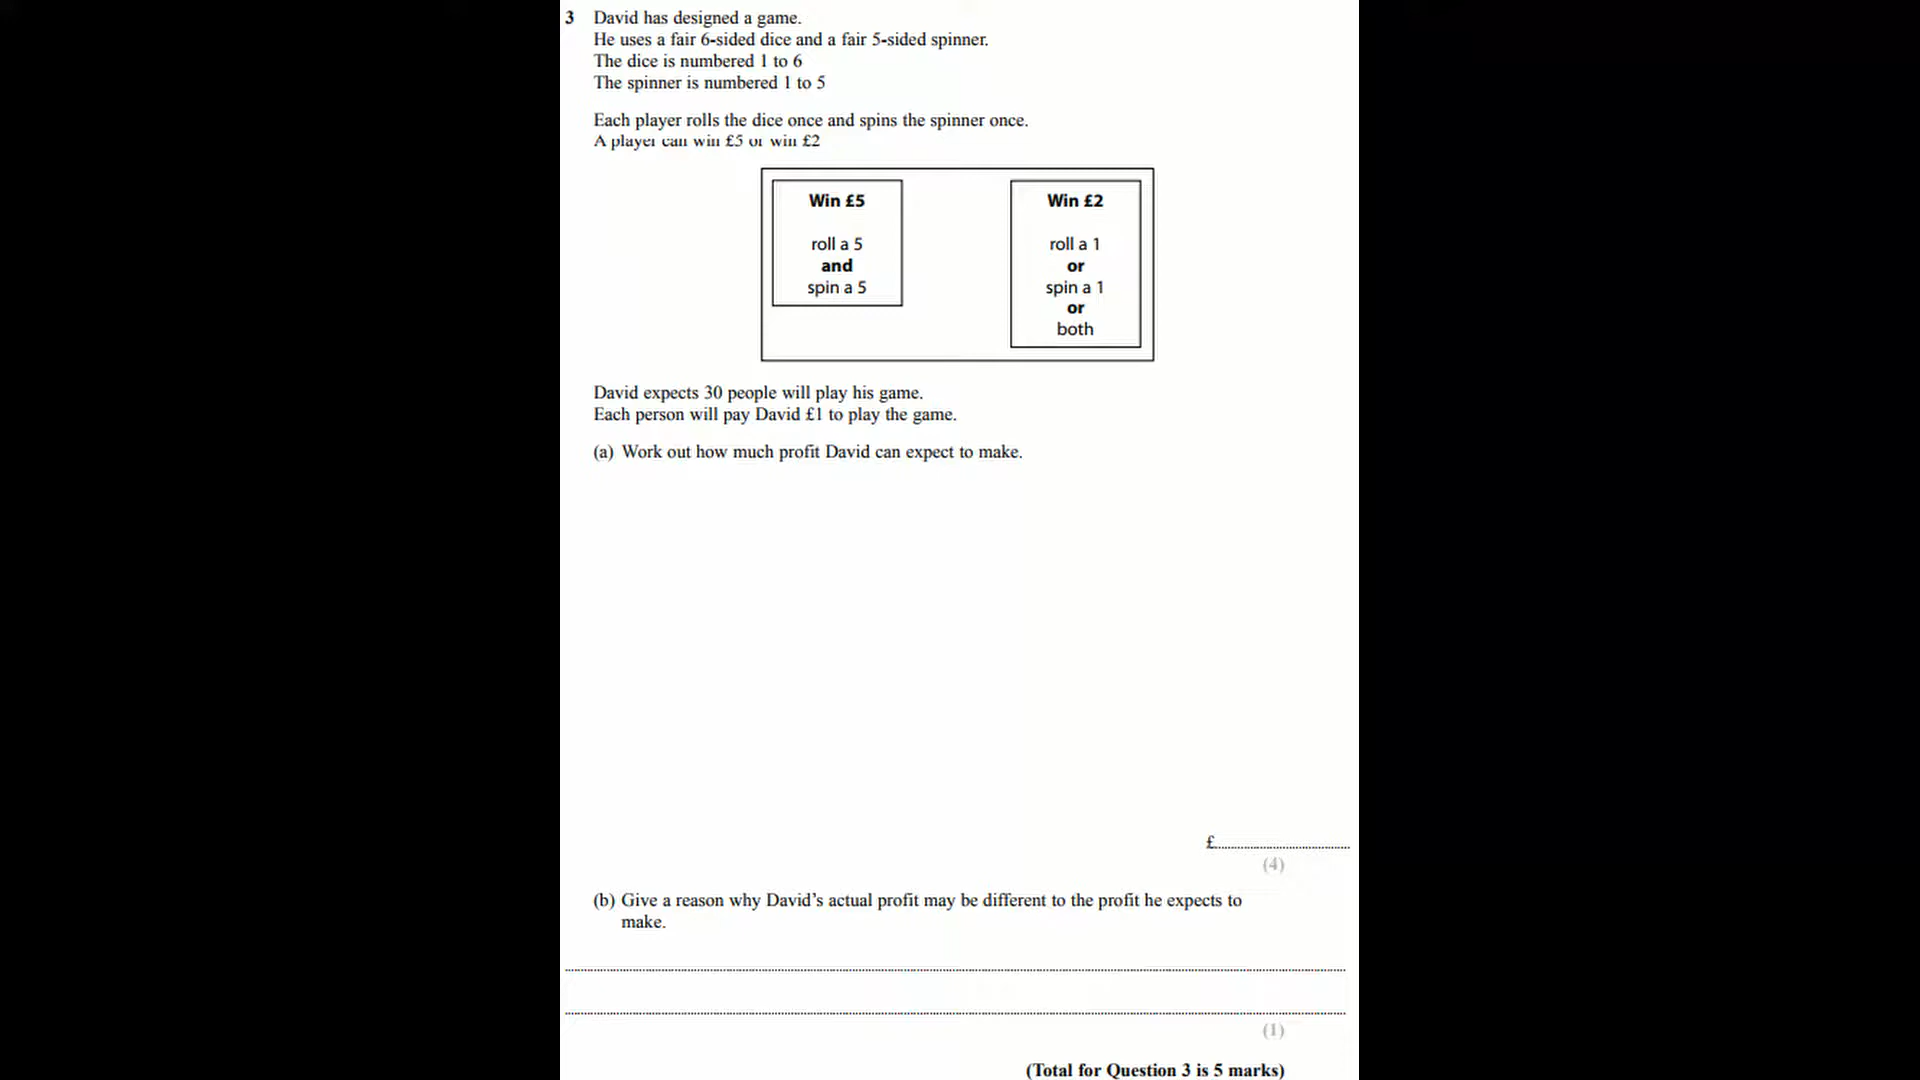 3 David has designed a game.
He uses a fair 6-sided dice and a fair 5-sided spinner.
The dice is numbered 1 to 6
The spinner is numbered 1 to 5
Each player rolls the dice once and spins the spinner once.
A player can win £5 or win £2
Win £5
roll a 5
and
spin a 5
Win £2
roll a 1
or
spin a 1
or
both
David expects 30 people will play his game.
Each person will pay David £1 to play the game.
(a) Work out how much profit David can expect to make.
£
(4)
(b) Give a reason why David’s actual profit may be different to the profit he expects to
make.
(1)
(Total for Question 3 is 5 marks)